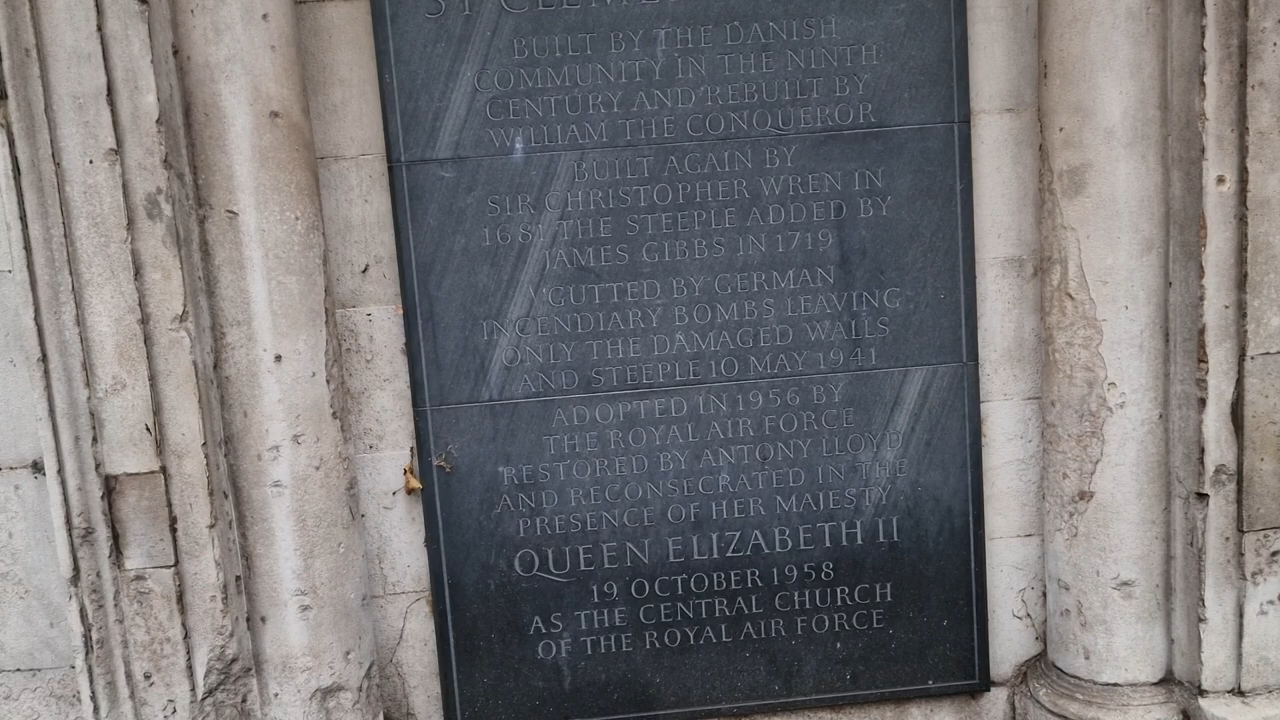 BUILT BY THE DANISH
COMMUNITY IN THE NINTH
CENTURY AND REBUILT BY
WILLIAM THE CONQUEROR
BUILT AGAIN BY
SIR CHRISTOPHER WREN IN
1681 THE STEEPLE ADDED BY
JAMES GIBBS IN 1719
GUTTED BY GERMAN
INCENDIARY BOMBS LEAVING
ONLY THE DAMAGED WALLS
AND STEEPLE 10 MAY 1941
ADOPTED IN 1956 BY
THE ROYAL AIR FORCE
RESTORED BY ANTONY LLOYD
AND RECONSECRATED IN THE
PRESENCE OF HER MAJESTY
QUEEN ELIZABETH II
19 OCTOBER 1958
AS THE CENTRAL CHURCH
OF THE ROYAL AIR FORCE